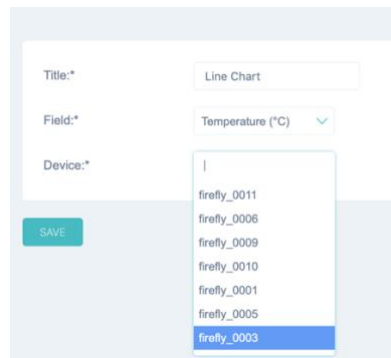 Title:* Line Chart
Field:* Temperature (°C)
Device:*
firefly_0011
firefly_0006
firefly_0009
firefly_0010
firefly_0001
firefly_0005
firefly_0003
SAVE